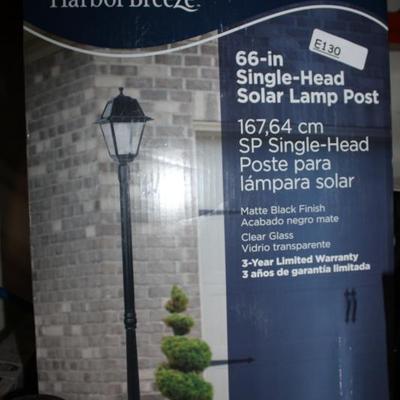 Harbor Breeze™
E130
66-in
Single-Head
Solar Lamp Post
167,64 cm
SP Single-Head
Poste para
lámpara solar
Matte Black Finish
Acabado negro mate
Clear Glass
Vidrio transparente
3-Year Limited Warranty
3 años de garantía limitada